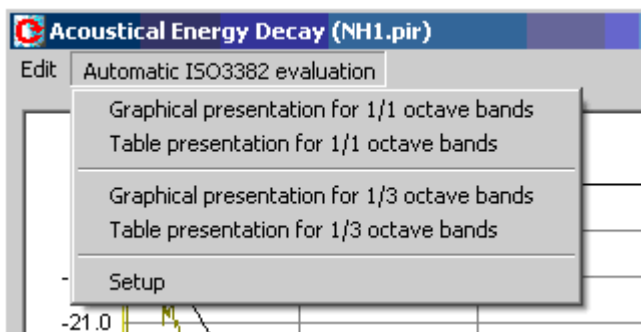 Acoustical Energy Decay (NH1.pir)
Edit Automatic ISO3382 evaluation
Graphical presentation for 1/1 octave bands
Table presentation for 1/1 octave bands
Graphical presentation for 1/3 octave bands
Table presentation for 1/3 octave bands
Setup
-21.0